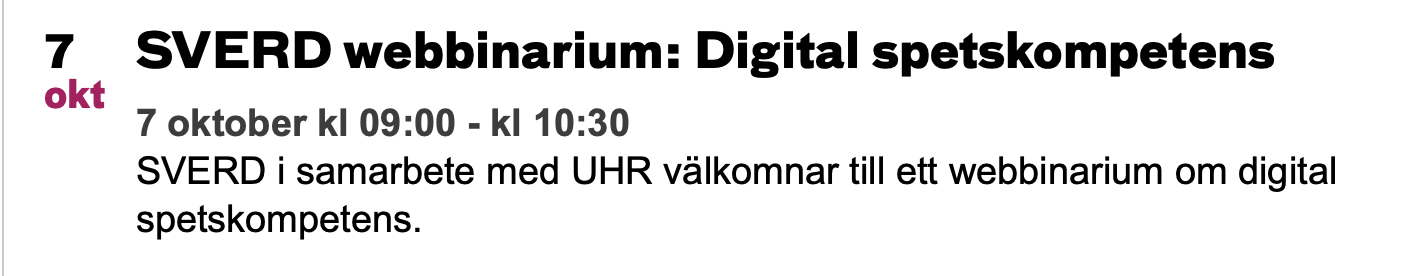 7
okt
SVERD webbinarium: Digital spetskompetens
7 oktober kl 09:00 - kl 10:30
SVERD i samarbete med UHR välkomnar till ett webbinarium om digital
spetskompetens.